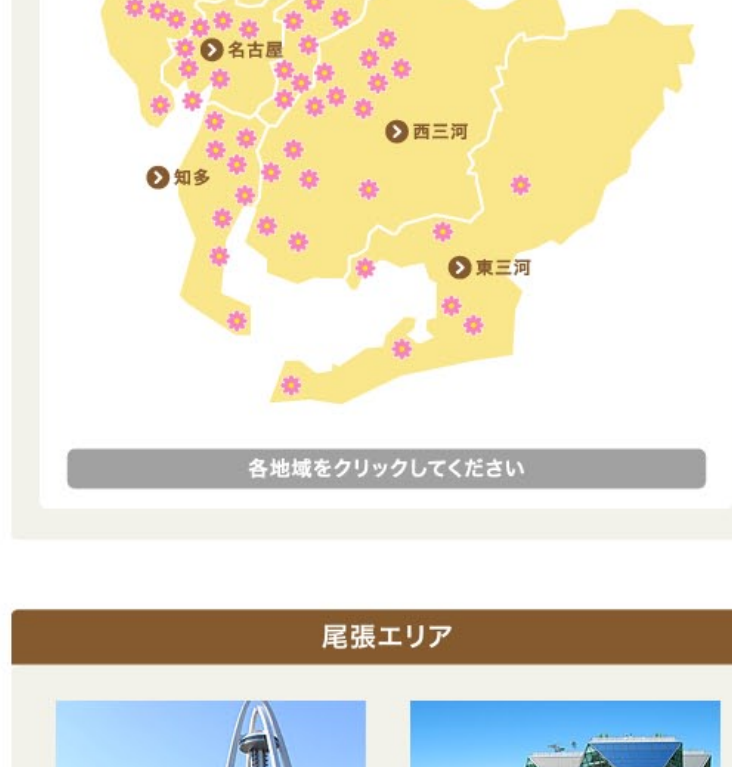 名古屋
西三河
知多
東三河
各地域をクリックしてください
尾張エリア